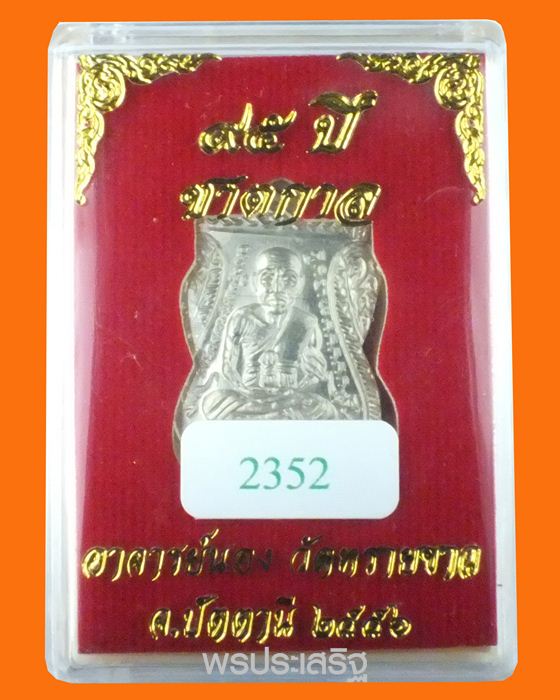 ๙๕ ปี
ชาตกาล
2352
อาจารย์นอง วัดทรายขาว
จ.ปัตตานี ๒๕๕๖
พรประเสริฐ